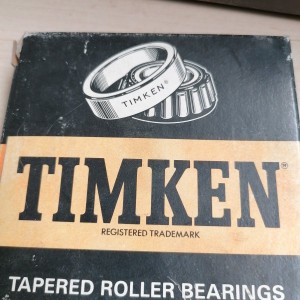 TIMKEN®
TIMKEN®
REGISTERED TRADEMARK
TAPERED ROLLER BEARINGS